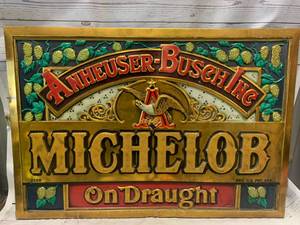 ANHEUSER-BUSCH INC
A
MICHELOB
On Draught